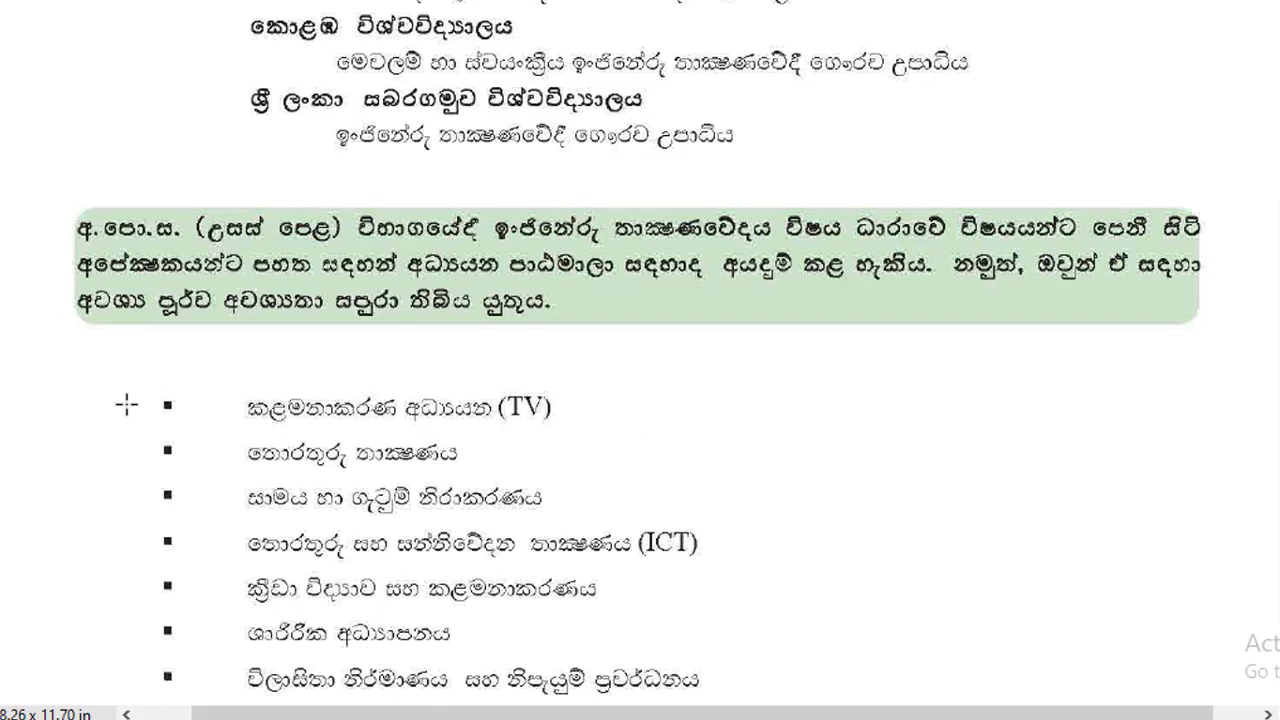 කොළඹ විශ්වවිද්‍යාලය
මෙවලම් හා ස්වයංක්‍රීය ඉංජිනේරු තාක්ෂණවේදී ගෞරව උපාධිය
ශ්‍රී ලංකා සබරගමුව විශ්වවිද්‍යාලය
ඉංජිනේරු තාක්ෂණවේදී ගෞරව උපාධිය
අ.පො.ස. (උසස් පෙළ) විභාගයේදී ඉංජිනේරු තාක්ෂණවේදය විෂය ධාරාවේ විෂයයන්ට පෙනී සිටි
අපේක්ෂකයන්ට පහත සඳහන් අධ්‍යයන පාඨමාලා සඳහාද අයදුම් කළ හැකිය. නමුත්, ඔවුන් ඒ සඳහා
අවශ්‍ය පූර්ව අවශ්‍යතා සපුරා තිබිය යුතුය.
▪ කළමනාකරණ අධ්‍යයන (TV)
▪ තොරතුරු තාක්ෂණය
▪ සාමය හා ගැටුම් නිරාකරණය
▪ තොරතුරු සහ සන්නිවේදන තාක්ෂණය (ICT)
▪ ක්‍රීඩා විද්‍යාව සහ කළමනාකරණය
▪ ශාරීරික අධ්‍යාපනය
▪ විලාසිතා නිර්මාණය සහ නිපැයුම් ප්‍රවර්ධනය
Act
Go t
8.26 x 11.70 in